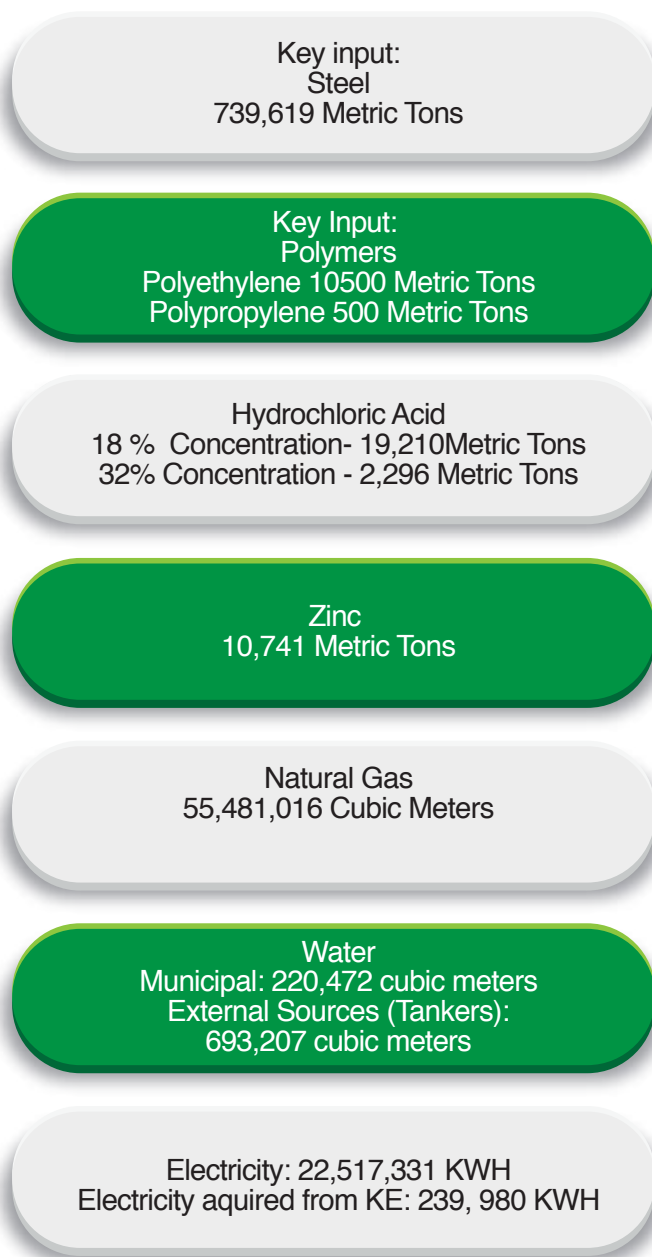 Key input:
Steel
739,619 Metric Tons
Key Input:
Polymers
Polyethylene 10500 Metric Tons
Polypropylene 500 Metric Tons
Hydrochloric Acid
18 % Concentration- 19,210Metric Tons
32% Concentration - 2,296 Metric Tons
Zinc
10,741 Metric Tons
Natural Gas
55,481,016 Cubic Meters
Water
Municipal: 220,472 cubic meters
External Sources (Tankers):
693,207 cubic meters
Electricity: 22,517,331 KWH
Electricity aquired from KE: 239, 980 KWH